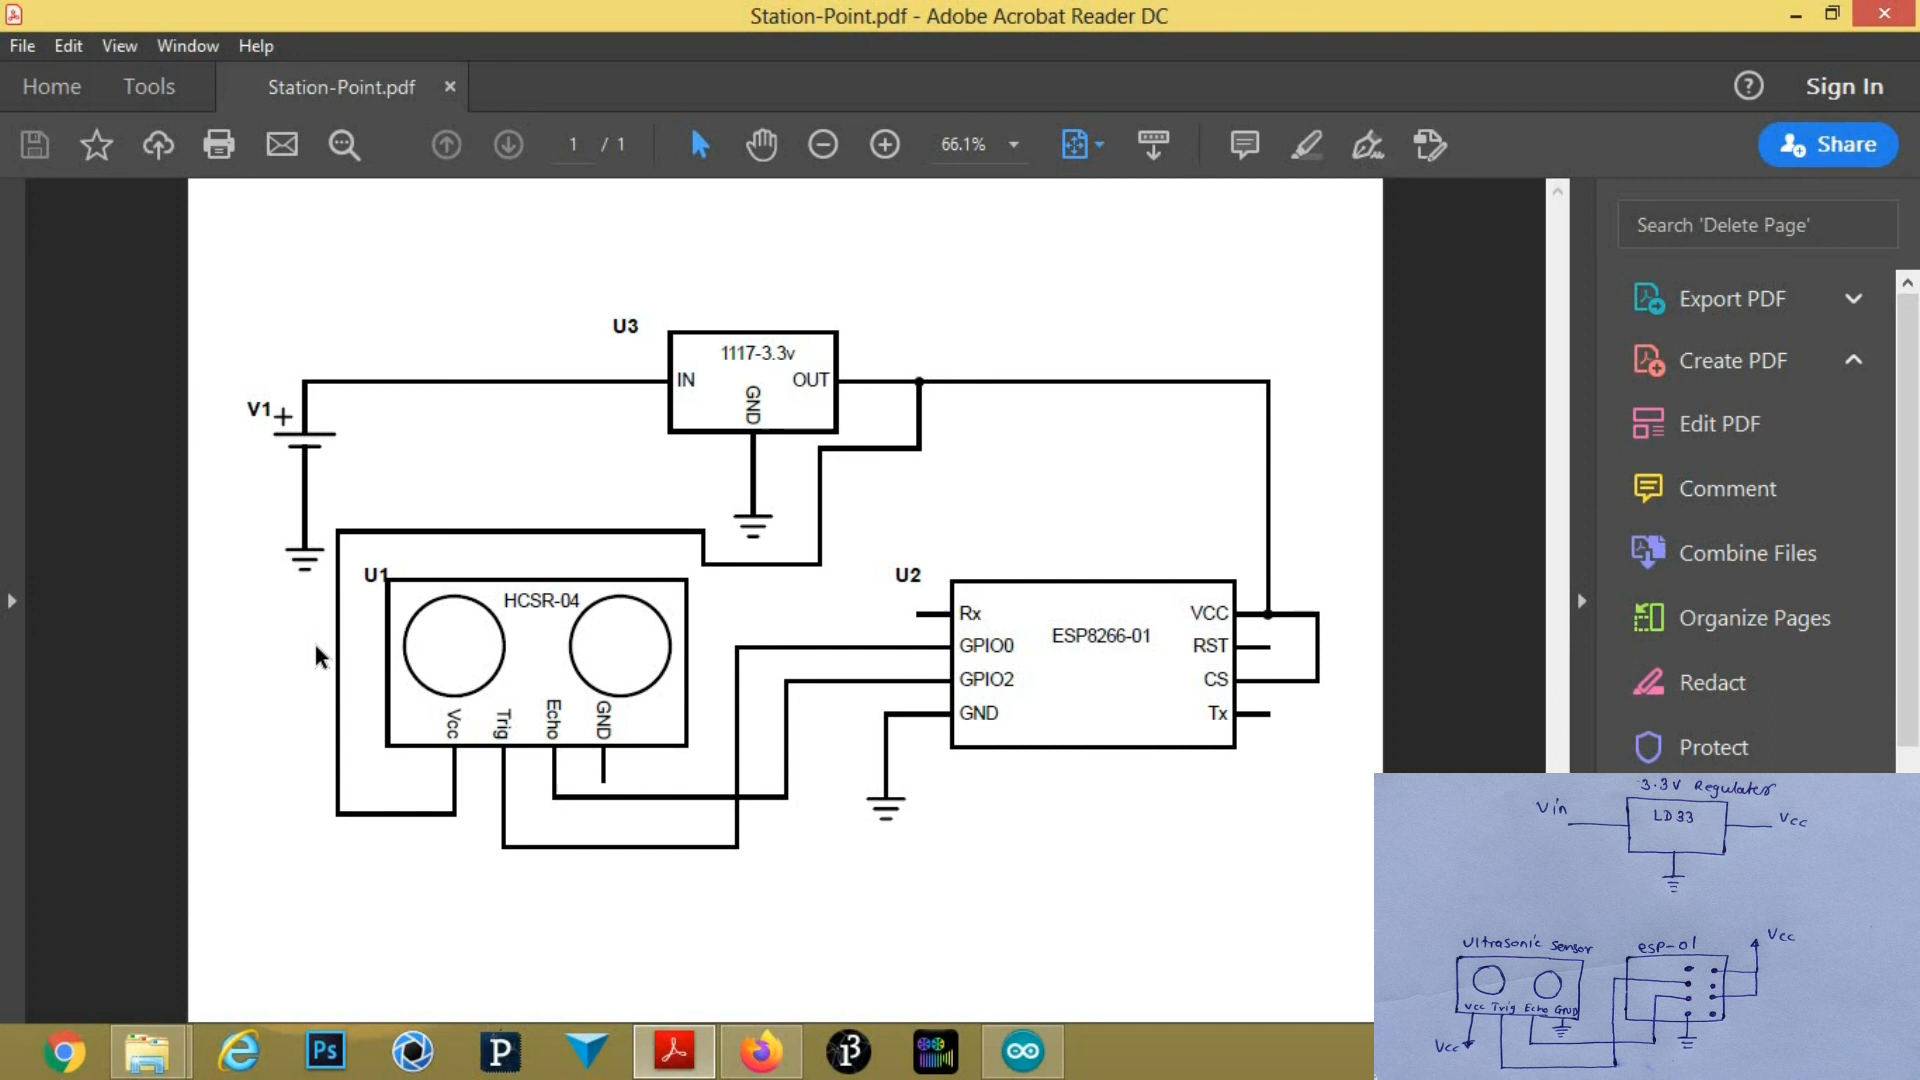 Station-Point.pdf - Adobe Acrobat Reader DC
File Edit View Window Help
Home Tools Station-Point.pdf × Sign In
1 / 1 66.1% Share
Search 'Delete Page'
Export PDF
Create PDF
Edit PDF
Comment
Combine Files
Organize Pages
Redact
Protect
U3
1117-3.3v
IN OUT
GND
V1 +
U1
HCSR-04
Vcc Trig Echo GND
U2
ESP8266-01
Rx VCC
GPIO0 RST
GPIO2 CS
GND Tx
3.3V Regulater
Vin LD33 Vcc
Ultrasonic Sensor esp-01 Vcc
Vcc Trig Echo GND
Vcc
Ps P i3